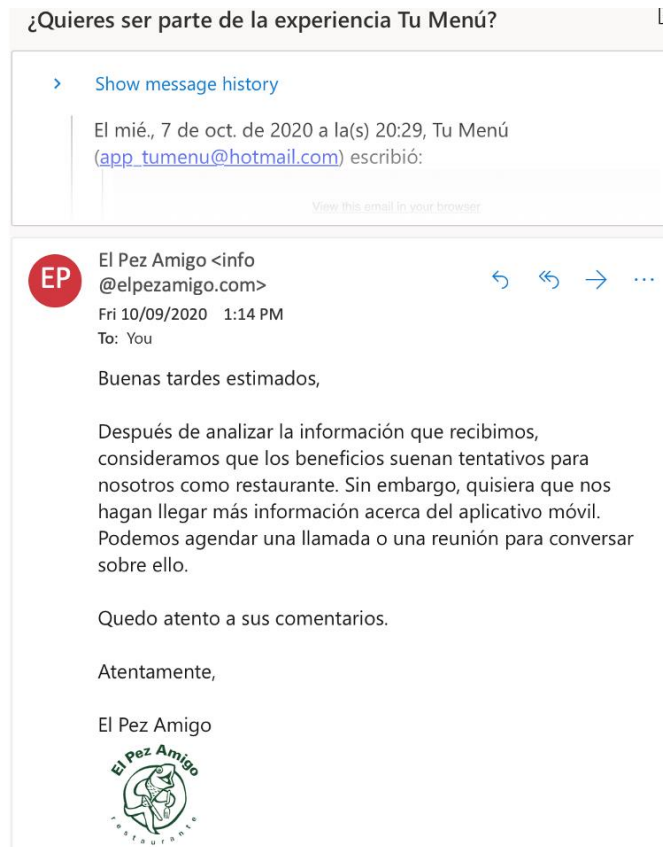 ¿Quieres ser parte de la experiencia Tu Menú?
Show message history
El mié., 7 de oct. de 2020 a la(s) 20:29, Tu Menú
(app_tumenu@hotmail.com) escribió:
View this email in your browser
EP
El Pez Amigo <info
@elpezamigo.com>
Fri 10/09/2020 1:14 PM
To: You
Buenas tardes estimados,
Después de analizar la información que recibimos,
consideramos que los beneficios suenan tentativos para
nosotros como restaurante. Sin embargo, quisiera que nos
hagan llegar más información acerca del aplicativo móvil.
Podemos agendar una llamada o una reunión para conversar
sobre ello.
Quedo atento a sus comentarios.
Atentamente,
El Pez Amigo
El Pez Amigo
restaurante